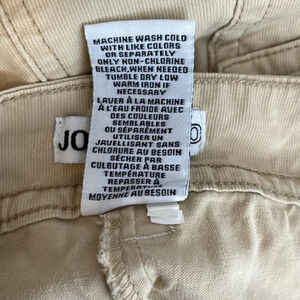 MACHINE WASH COLD
WITH LIKE COLORS
OR SEPARATELY
ONLY NON-CHLORINE
BLEACH, WHEN NEEDED
TUMBLE DRY LOW
WARM IRON IF
NECESSARY
LAVER À LA MACHINE
À L'EAU FROIDE AVEC
DES COULEURS
SEMBLABLES
OU SÉPARÉMENT
UTILISER UN
JAVELLISANT SANS
CHLORURE AU BESOIN
SÉCHER PAR
CULBUTAGE À BASSE
TEMPÉRATURE
REPASSER À
TEMPÉRATURE
MOYENNE AU BESOIN
JO
O